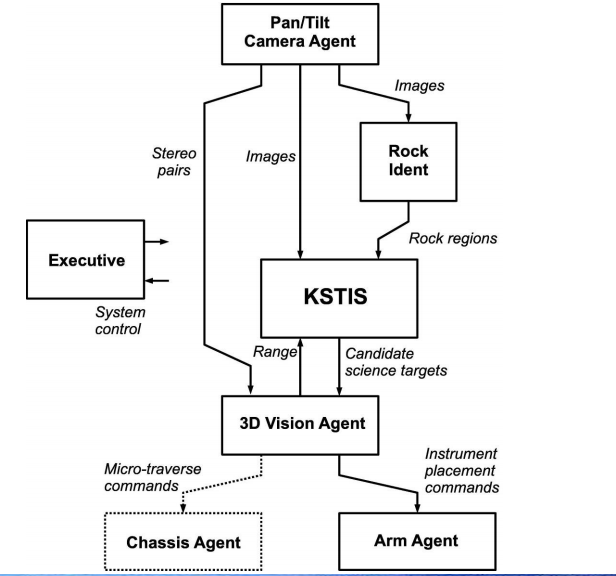 Pan/Tilt
Camera Agent
Images
Stereo
pairs
Images
Rock
Ident
Rock regions
Executive
System
control
KSTIS
Range
Candidate
science targets
3D Vision Agent
Micro-traverse
commands
Instrument
placement
commands
Chassis Agent
Arm Agent